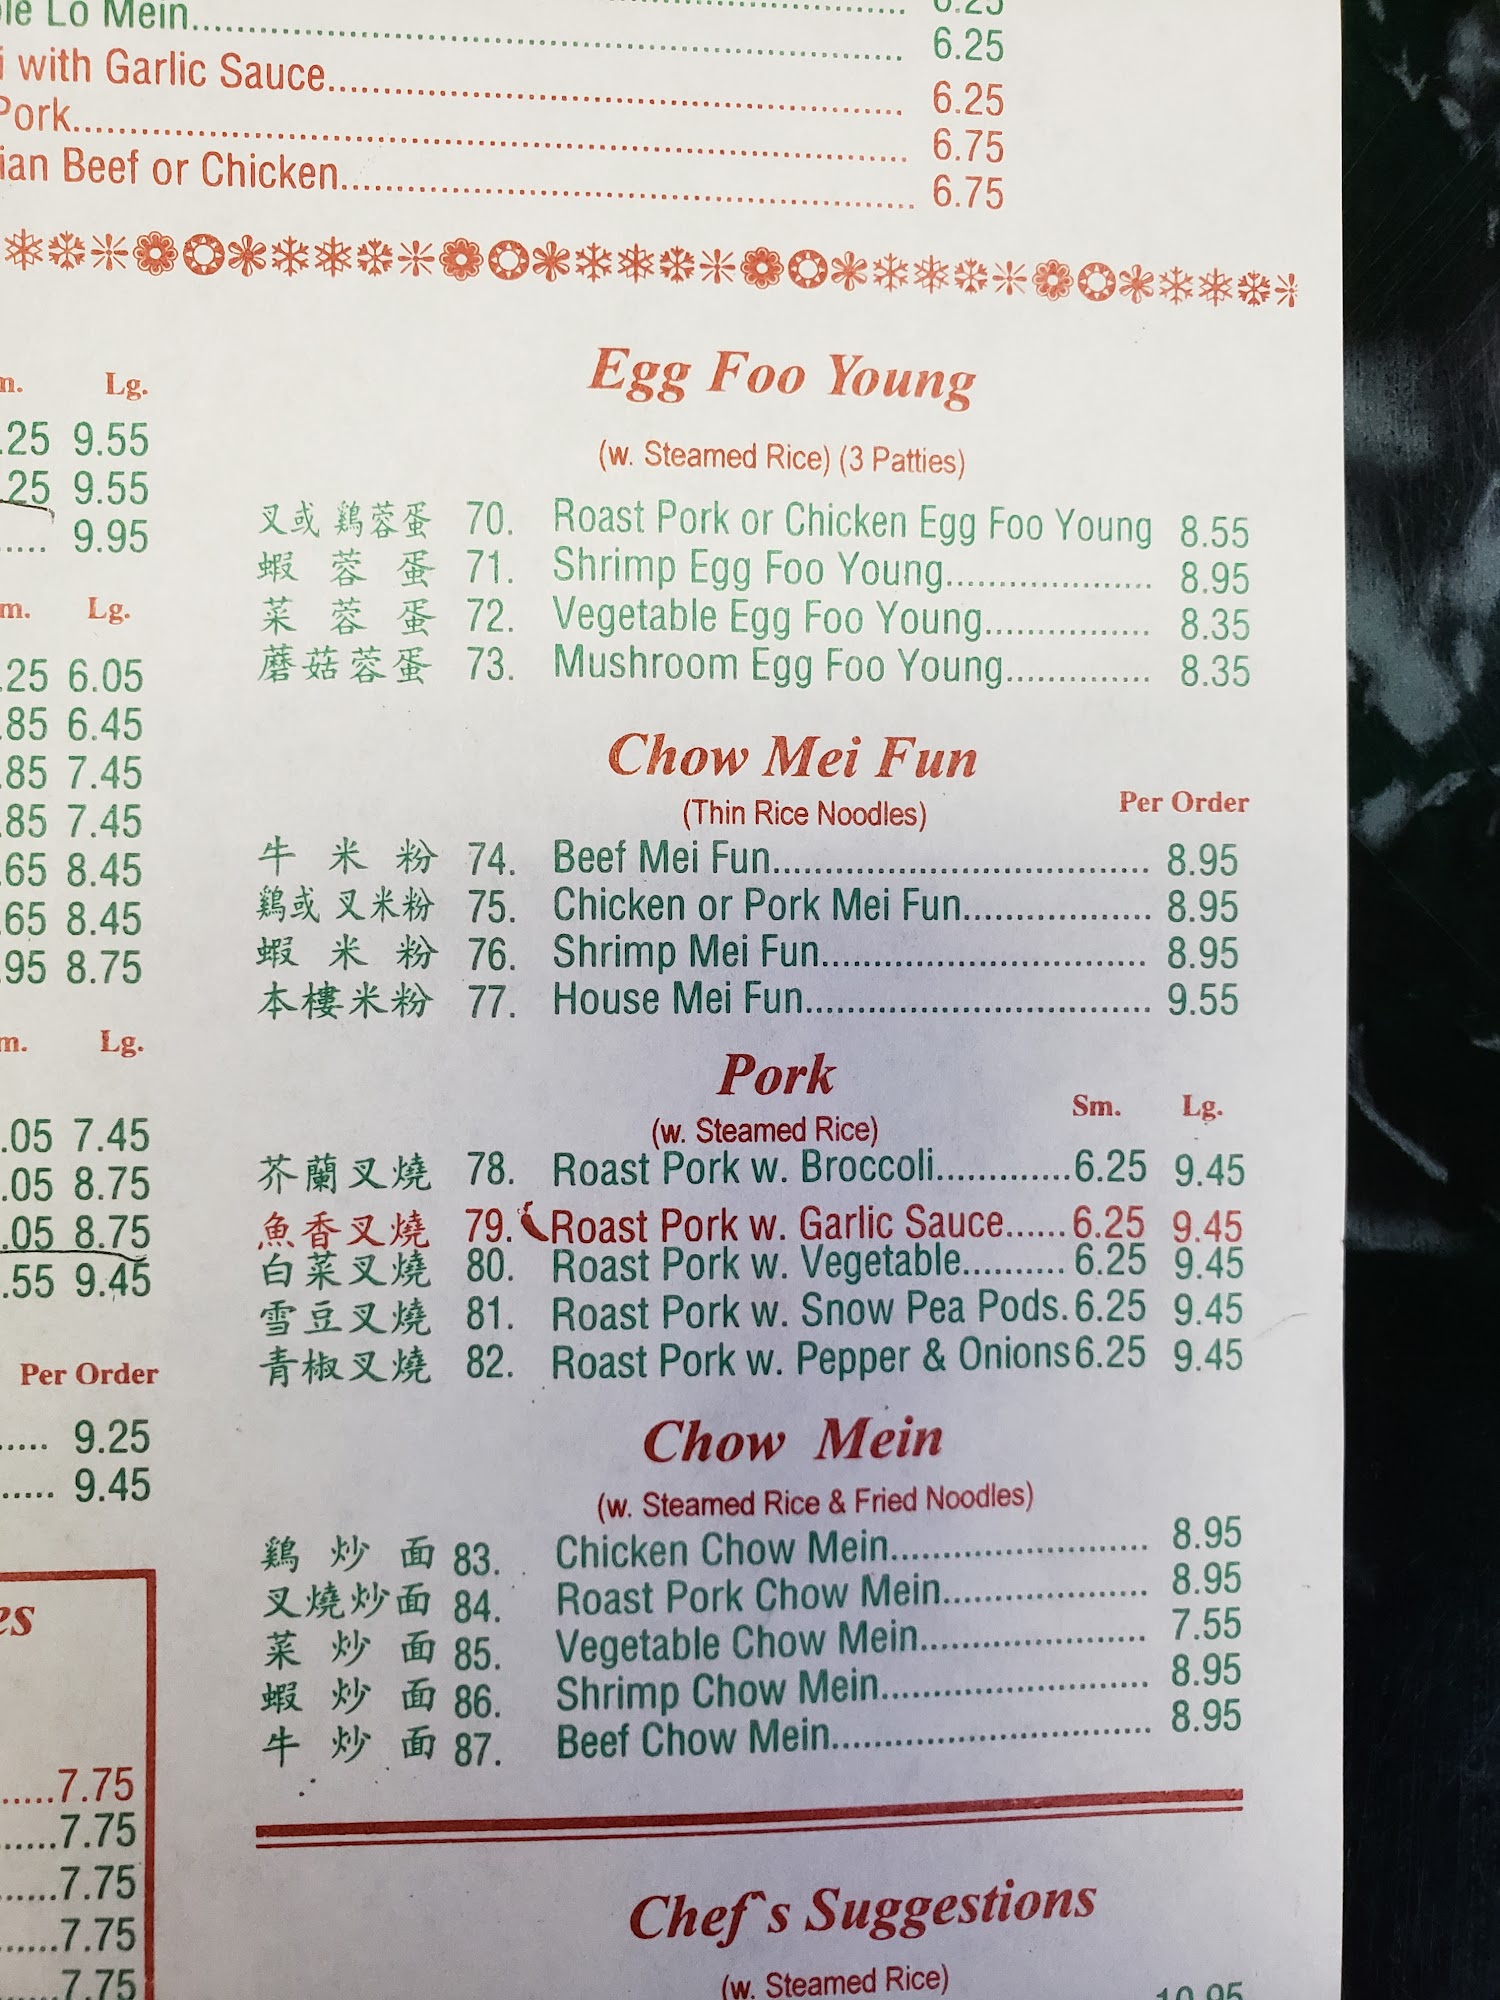 Lo Mein.......... 6.25
with Garlic Sauce.......... 6.25
Pork.......... 6.75
Beef or Chicken.......... 6.75
Lg.
9.55
9.55
9.95
Lg.
6.05
6.45
7.45
7.45
8.45
8.45
8.75
Lg.
7.45
8.75
8.75
9.45
Per Order
9.25
9.45
7.75
7.75
7.75
7.75
7.75
Egg Foo Young
(w. Steamed Rice) (3 Patties)
叉或鷄蓉蛋 70. Roast Pork or Chicken Egg Foo Young 8.55
蝦蓉蛋 71. Shrimp Egg Foo Young.......... 8.95
菜蓉蛋 72. Vegetable Egg Foo Young.......... 8.35
蘑菇蓉蛋 73. Mushroom Egg Foo Young.......... 8.35
Chow Mei Fun
(Thin Rice Noodles) Per Order
牛米粉 74. Beef Mei Fun.......... 8.95
鷄或叉米粉 75. Chicken or Pork Mei Fun.......... 8.95
蝦米粉 76. Shrimp Mei Fun.......... 8.95
本樓米粉 77. House Mei Fun.......... 9.55
Pork
(w. Steamed Rice) Sm. Lg.
芥蘭叉燒 78. Roast Pork w. Broccoli.......... 6.25 9.45
魚香叉燒 79. Roast Pork w. Garlic Sauce...... 6.25 9.45
白菜叉燒 80. Roast Pork w. Vegetable.......... 6.25 9.45
雪豆叉燒 81. Roast Pork w. Snow Pea Pods. 6.25 9.45
青椒叉燒 82. Roast Pork w. Pepper & Onions 6.25 9.45
Chow Mein
(w. Steamed Rice & Fried Noodles)
鷄炒面 83. Chicken Chow Mein.......... 8.95
叉燒炒面 84. Roast Pork Chow Mein.......... 8.95
菜炒面 85. Vegetable Chow Mein.......... 7.55
蝦炒面 86. Shrimp Chow Mein.......... 8.95
牛炒面 87. Beef Chow Mein.......... 8.95
Chef`s Suggestions
(w. Steamed Rice)